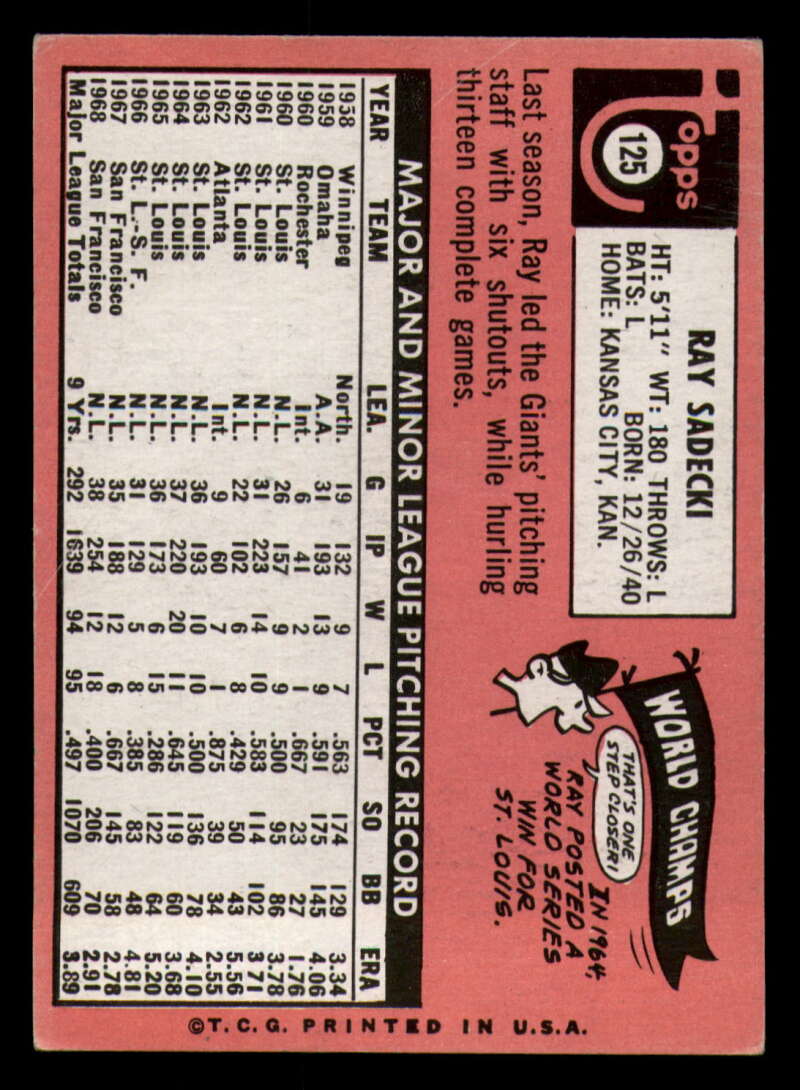 Topps
125
RAY SADECKI
HT: 5'11" WT: 180 THROWS: L
BATS: L BORN: 12/26/40
HOME: KANSAS CITY, KAN.
Last season, Ray led the Giants' pitching
staff with six shutouts, while hurling
thirteen complete games.
WORLD CHAMPS
THAT'S ONE
STEP CLOSER!
IN 1964,
RAY POSTED A
WORLD SERIES
WIN FOR
ST. LOUIS.
MAJOR AND MINOR LEAGUE PITCHING RECORD
YEAR TEAM LEA. G IP W L PCT SO BB ERA
1958 Winnipeg North. 19 132 9 7 .563 174 129 3.34
1959 Omaha A.A. 31 193 13 9 .591 175 145 4.06
1960 Rochester Int. 6 41 2 1 .667 23 27 1.76
1960 St. Louis N.L. 26 157 9 9 .500 95 86 3.78
1961 St. Louis N.L. 31 223 14 10 .583 114 102 3.71
1962 St. Louis N.L. 22 102 6 8 .429 50 43 5.56
1962 Atlanta Int. 9 60 7 1 .875 39 34 2.55
1963 St. Louis N.L. 36 193 10 10 .500 136 78 4.10
1964 St. Louis N.L. 37 220 20 11 .645 119 60 3.68
1965 St. Louis N.L. 36 173 6 15 .286 122 64 5.20
1966 St. L.-S. F. N.L. 31 129 5 8 .385 83 48 4.81
1967 San Francisco N.L. 35 188 12 6 .667 145 58 2.78
1968 San Francisco N.L. 38 254 12 18 .400 206 70 2.91
Major League Totals 9 Yrs. 292 1639 94 95 .497 1070 609 3.89
©T.C.G. PRINTED IN U.S.A.